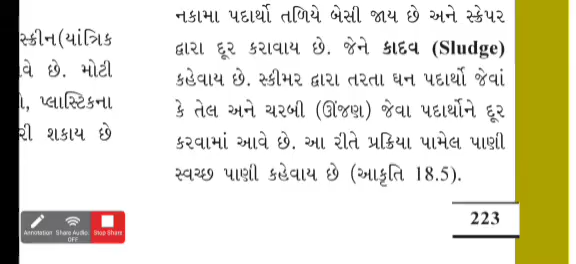 સ્ક્રીન(યાંત્રિક
વે છે. મોટી
પ્લાસ્ટિકના
રી શકાય છે
નકામા પદાર્થો તળિયે બેસી જાય છે અને સ્ક્રેપર
દ્વારા દૂર કરાવાય છે. જેને કાદવ (Sludge)
કહેવાય છે. સ્કીમર દ્વારા તરતા ઘન પદાર્થો જેવાં
કે તેલ અને ચરબી (ઊંજણ) જેવા પદાર્થોને દૂર
કરવામાં આવે છે. આ રીતે પ્રક્રિયા પામેલ પાણી
સ્વચ્છ પાણી કહેવાય છે (આકૃતિ 18.5).
223
Annotation Share Audio: OFF Stop Share